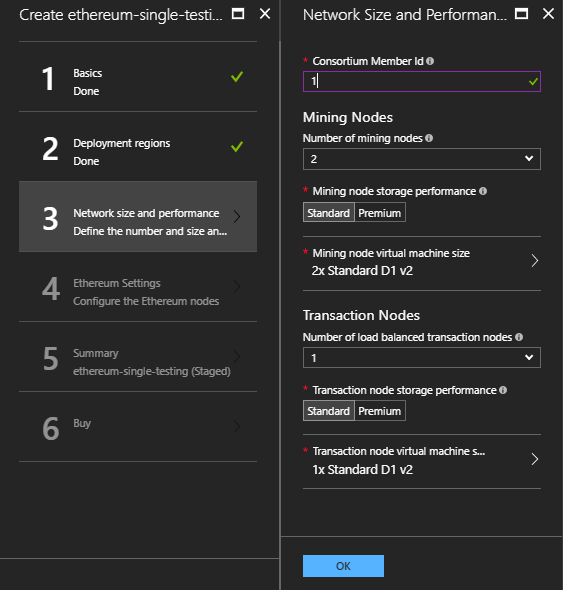 Create ethereum-single-testi...
1
Basics
Done
2
Deployment regions
Done
3
Network size and performance
Define the number and size an...
4
Ethereum Settings
Configure the Ethereum nodes
5
Summary
ethereum-single-testing (Staged)
6
Buy
Network Size and Performan...
* Consortium Member Id
1
Mining Nodes
Number of mining nodes
2
* Mining node storage performance
Standard Premium
* Mining node virtual machine size
2x Standard D1 v2
Transaction Nodes
Number of load balanced transaction nodes
1
* Transaction node storage performance
Standard Premium
* Transaction node virtual machine s...
1x Standard D1 v2
OK